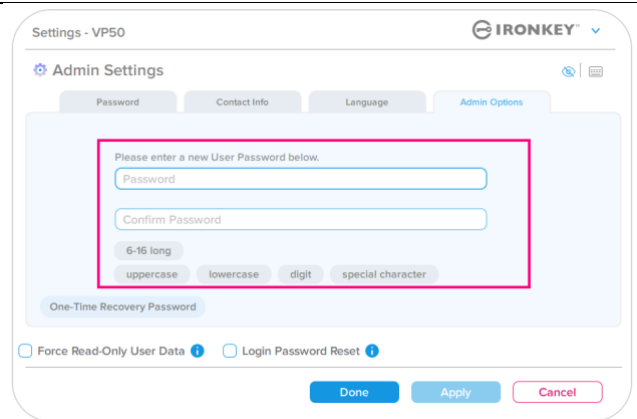 Settings - VP50
IRONKEY™
Admin Settings
Password Contact Info Language Admin Options
Please enter a new User Password below.
Password
Confirm Password
6-16 long
uppercase lowercase digit special character
One-Time Recovery Password
Force Read-Only User Data i Login Password Reset i
Done Apply Cancel